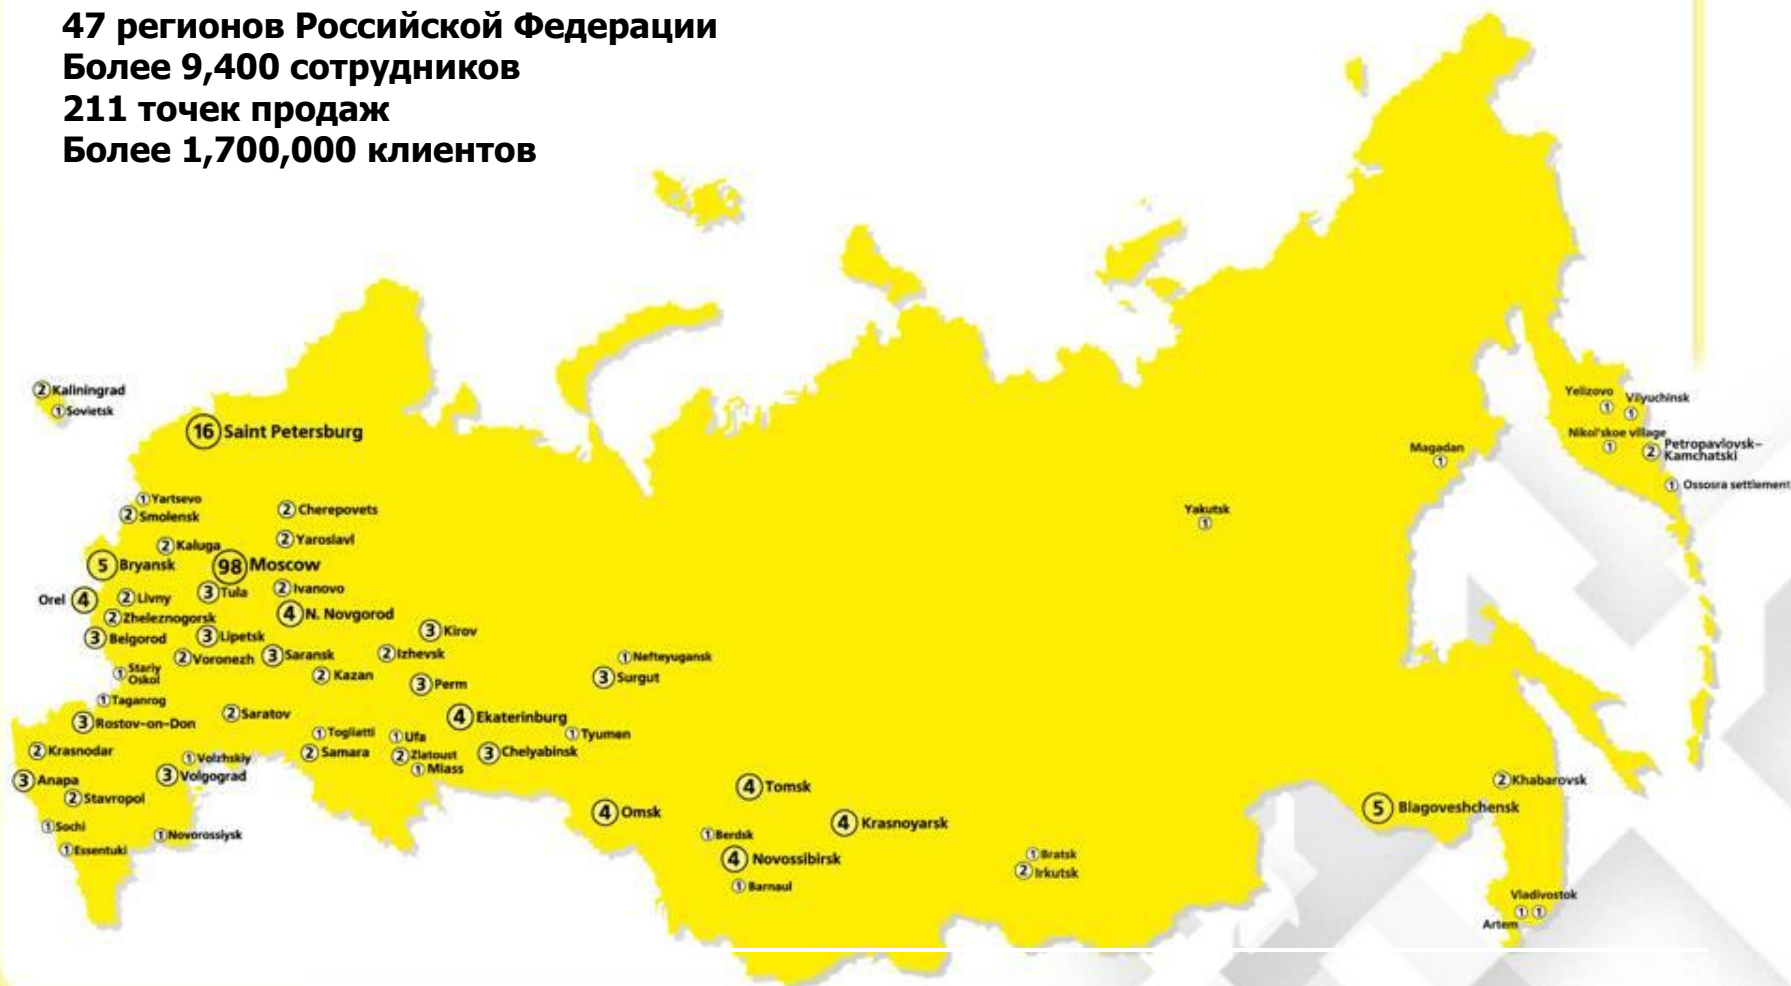 47 регионов Российской Федерации
Более 9,400 сотрудников
211 точек продаж
Более 1,700,000 клиентов
2 Kaliningrad
1 Sovietsk
16 Saint Petersburg
1 Yartsevo
2 Smolensk
2 Cherepovets
2 Kaluga
2 Yaroslavl
5 Bryansk
98 Moscow
Orel 4
2 Livny
3 Tula
2 Ivanovo
2 Zheleznogorsk
4 N. Novgorod
3 Belgorod
3 Lipetsk
3 Kirov
2 Voronezh
3 Saransk
2 Izhevsk
1 Stariy
Oskol
2 Kazan
3 Perm
1 Nefteyugansk
3 Surgut
1 Taganrog
3 Rostov-on-Don
2 Saratov
4 Ekaterinburg
1 Togliatti
1 Ufa
1 Tyumen
2 Krasnodar
1 Volzhskiy
2 Samara
2 Zlatoust
3 Chelyabinsk
1 Miass
3 Anapa
3 Volgograd
2 Stavropol
1 Sochi
1 Novorossiysk
1 Essentuki
4 Tomsk
4 Omsk
4 Krasnoyarsk
1 Berdsk
4 Novossibirsk
1 Barnaul
1 Bratsk
2 Irkutsk
Yakutsk
1
Magadan
1
Yelizovo
1
Vilyuchinsk
1
Nikol'skoe village
1
2 Petropavlovsk-
Kamchatski
1 Ossosra settlement
2 Khabarovsk
5 Blagoveshchensk
Vladivostok
1 1
Artem